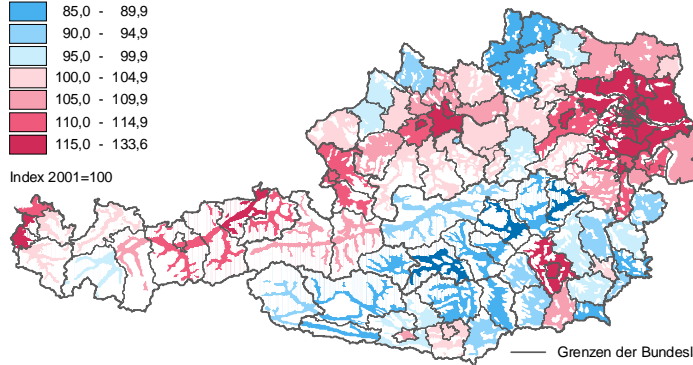 85,0 - 89,9
90,0 - 94,9
95,0 - 99,9
100,0 - 104,9
105,0 - 109,9
110,0 - 114,9
115,0 - 133,6
Index 2001=100
Grenzen der Bundesl